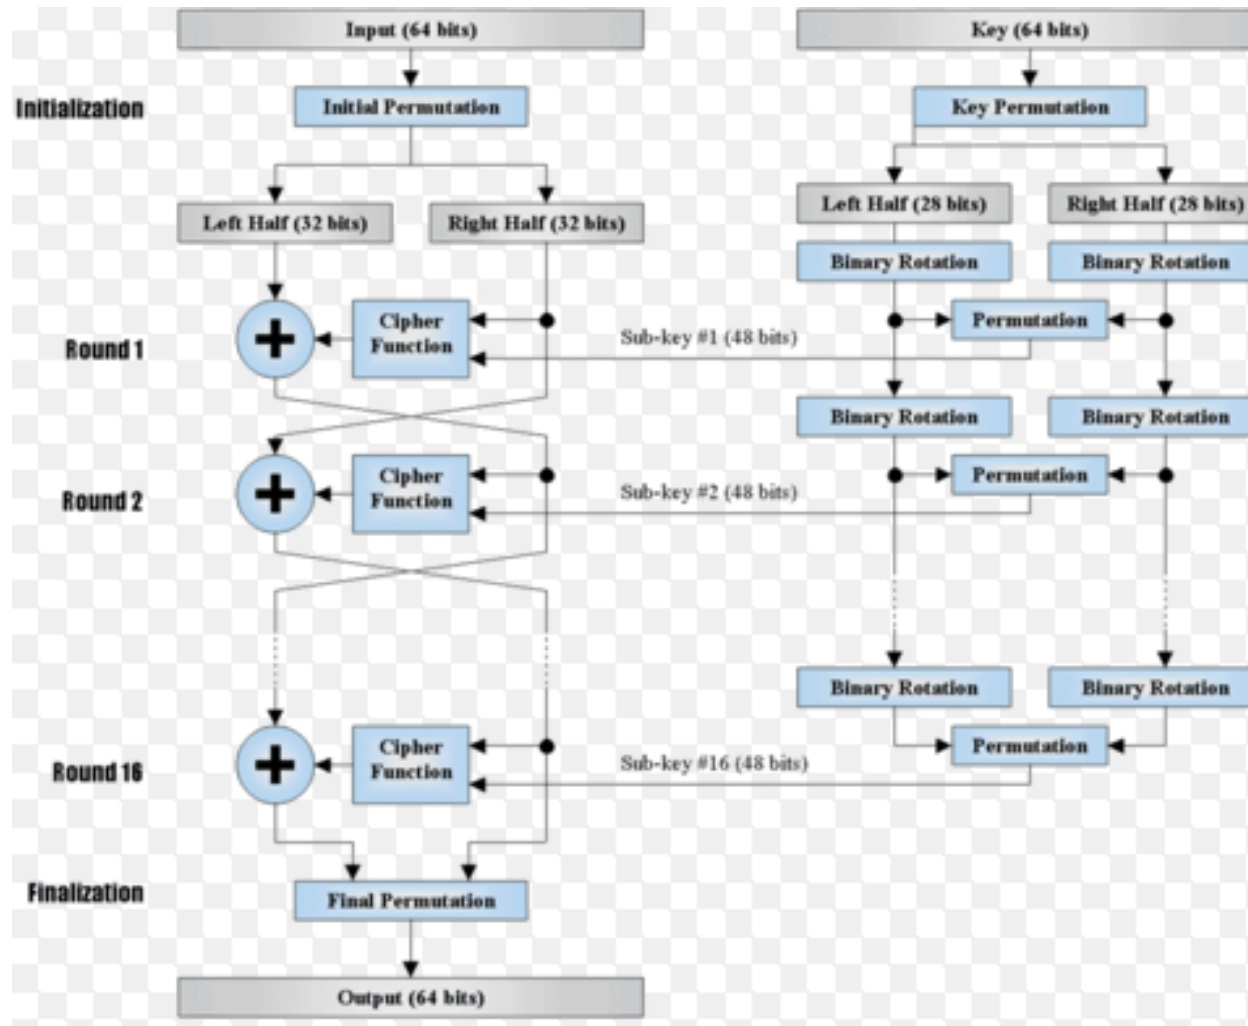 Input (64 bits)
Key (64 bits)
Initialization
Initial Permutation
Key Permutation
Left Half (32 bits)
Right Half (32 bits)
Left Half (28 bits)
Right Half (28 bits)
Binary Rotation
Binary Rotation
Round 1
Cipher
Function
Sub-key #1 (48 bits)
Permutation
Binary Rotation
Binary Rotation
Round 2
Cipher
Function
Sub-key #2 (48 bits)
Permutation
Binary Rotation
Binary Rotation
Round 16
Cipher
Function
Sub-key #16 (48 bits)
Permutation
Finalization
Final Permutation
Output (64 bits)